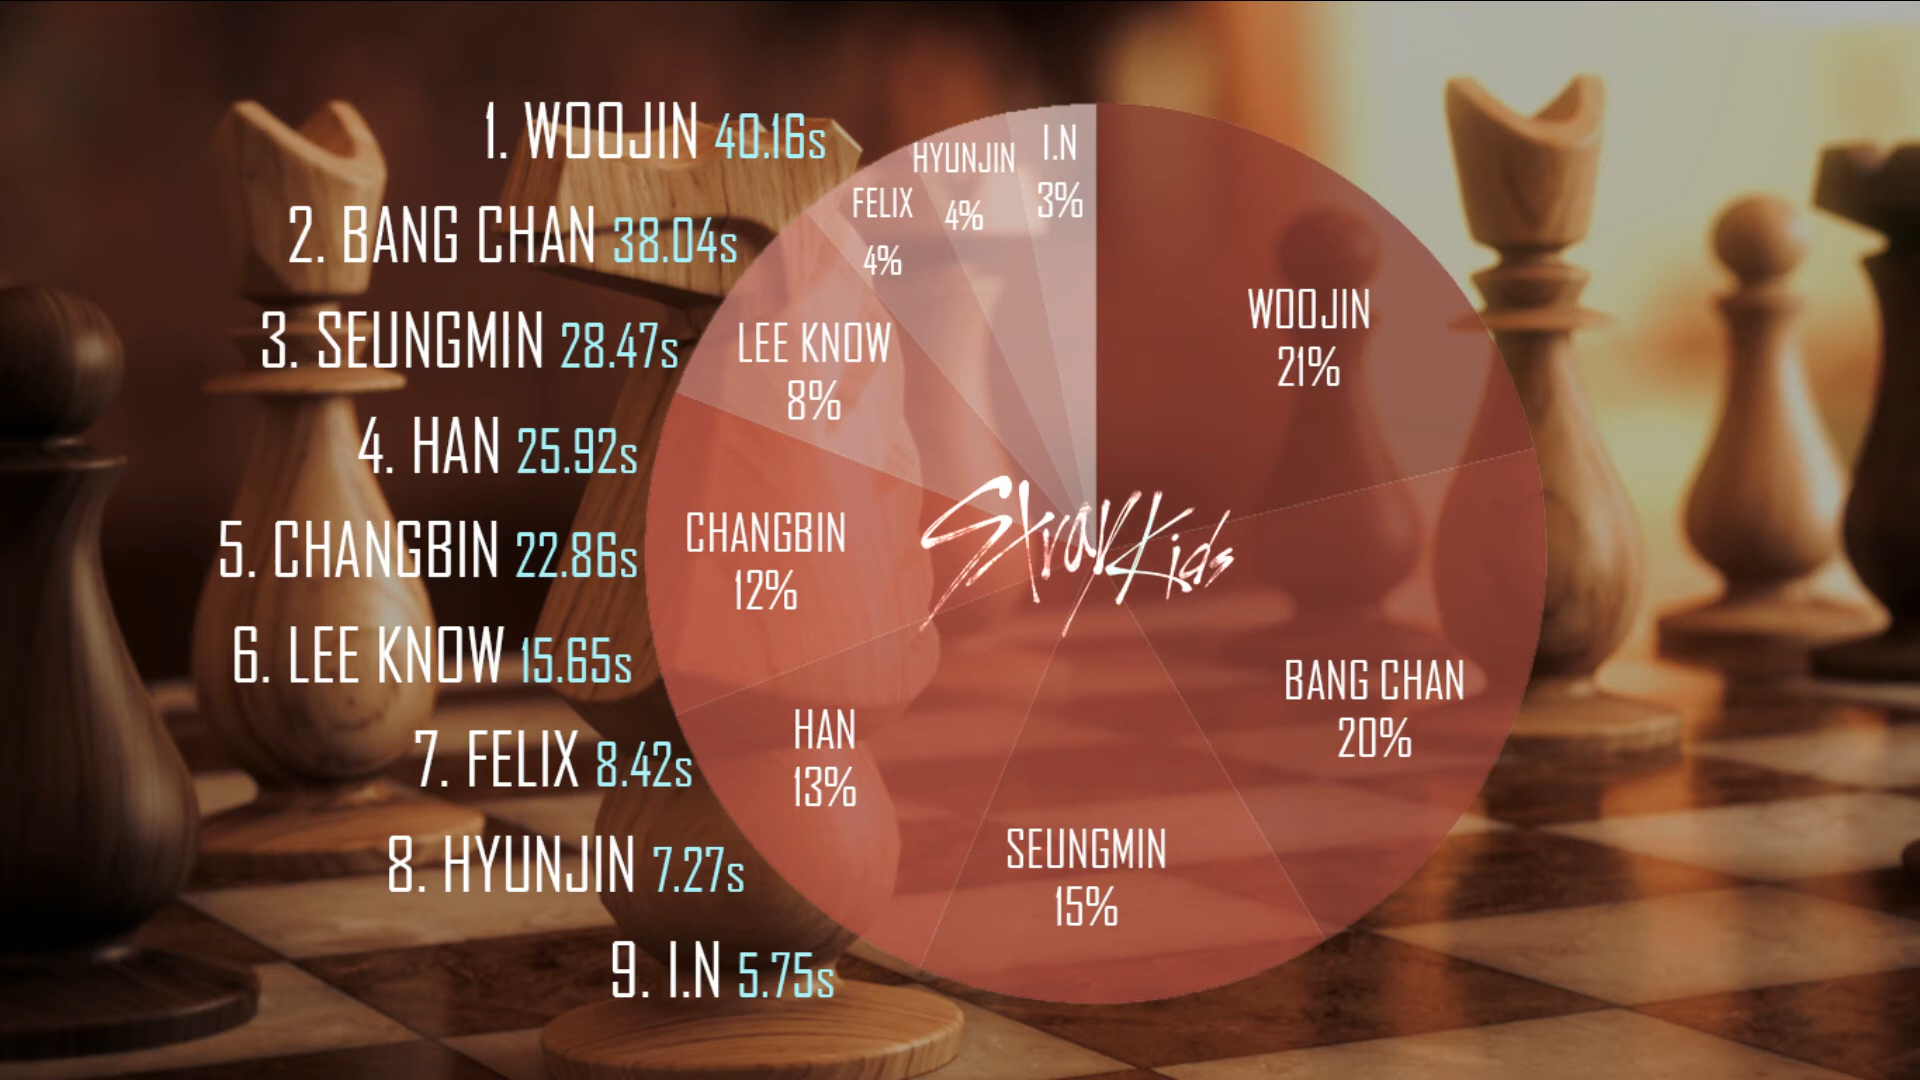 1. WOOJIN 40.16s
2. BANG CHAN 38.04s
3. SEUNGMIN 28.47s
4. HAN 25.92s
5. CHANGBIN 22.86s
6. LEE KNOW 15.65s
7. FELIX 8.42s
8. HYUNJIN 7.27s
9. I.N 5.75s
WOOJIN
21%
BANG CHAN
20%
SEUNGMIN
15%
HAN
13%
CHANGBIN
12%
LEE KNOW
8%
FELIX
4%
HYUNJIN
4%
I.N
3%
Stray Kids